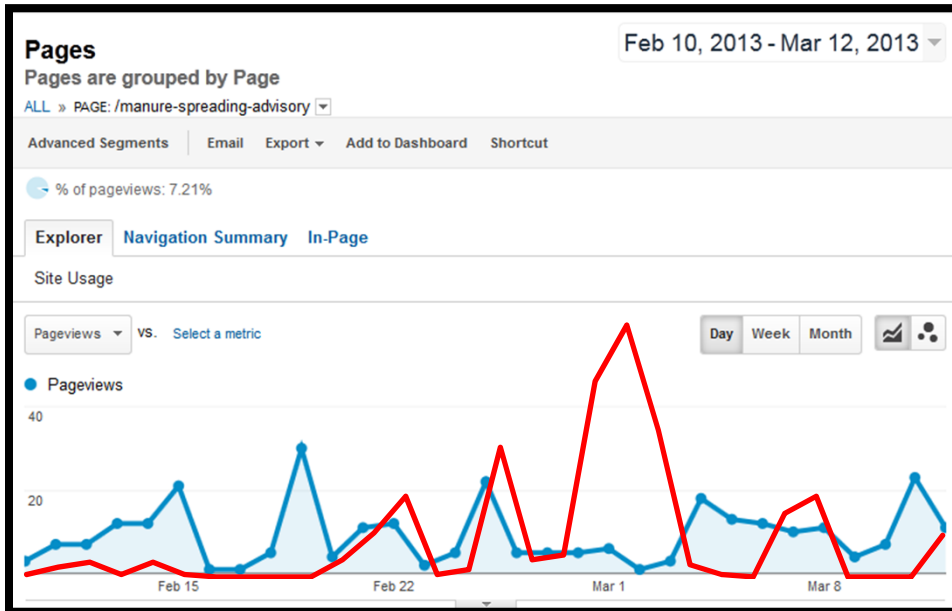 Pages
Feb 10, 2013 - Mar 12, 2013
Pages are grouped by Page
ALL » PAGE: /manure-spreading-advisory
Advanced Segments Email Export Add to Dashboard Shortcut
% of pageviews: 7.21%
Explorer Navigation Summary In-Page
Site Usage
Pageviews VS. Select a metric Day Week Month
Pageviews
40
20
Feb 15 Feb 22 Mar 1 Mar 8